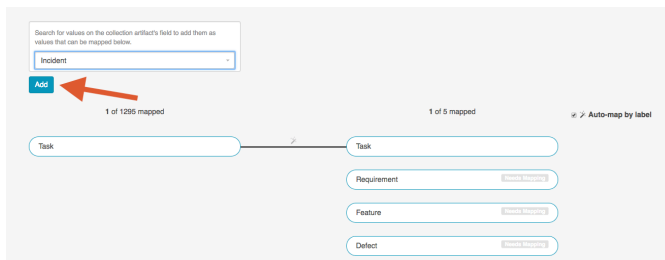 Search for values on the collection artifact's field to add them as
values that can be mapped below.
Incident
Add
1 of 1295 mapped
1 of 5 mapped
Auto-map by label
Task
Task
Requirement
Needs Mapping
Feature
Needs Mapping
Defect
Needs Mapping